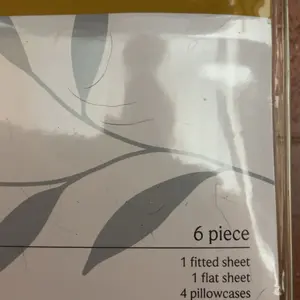 6 piece
1 fitted sheet
1 flat sheet
4 pillowcases